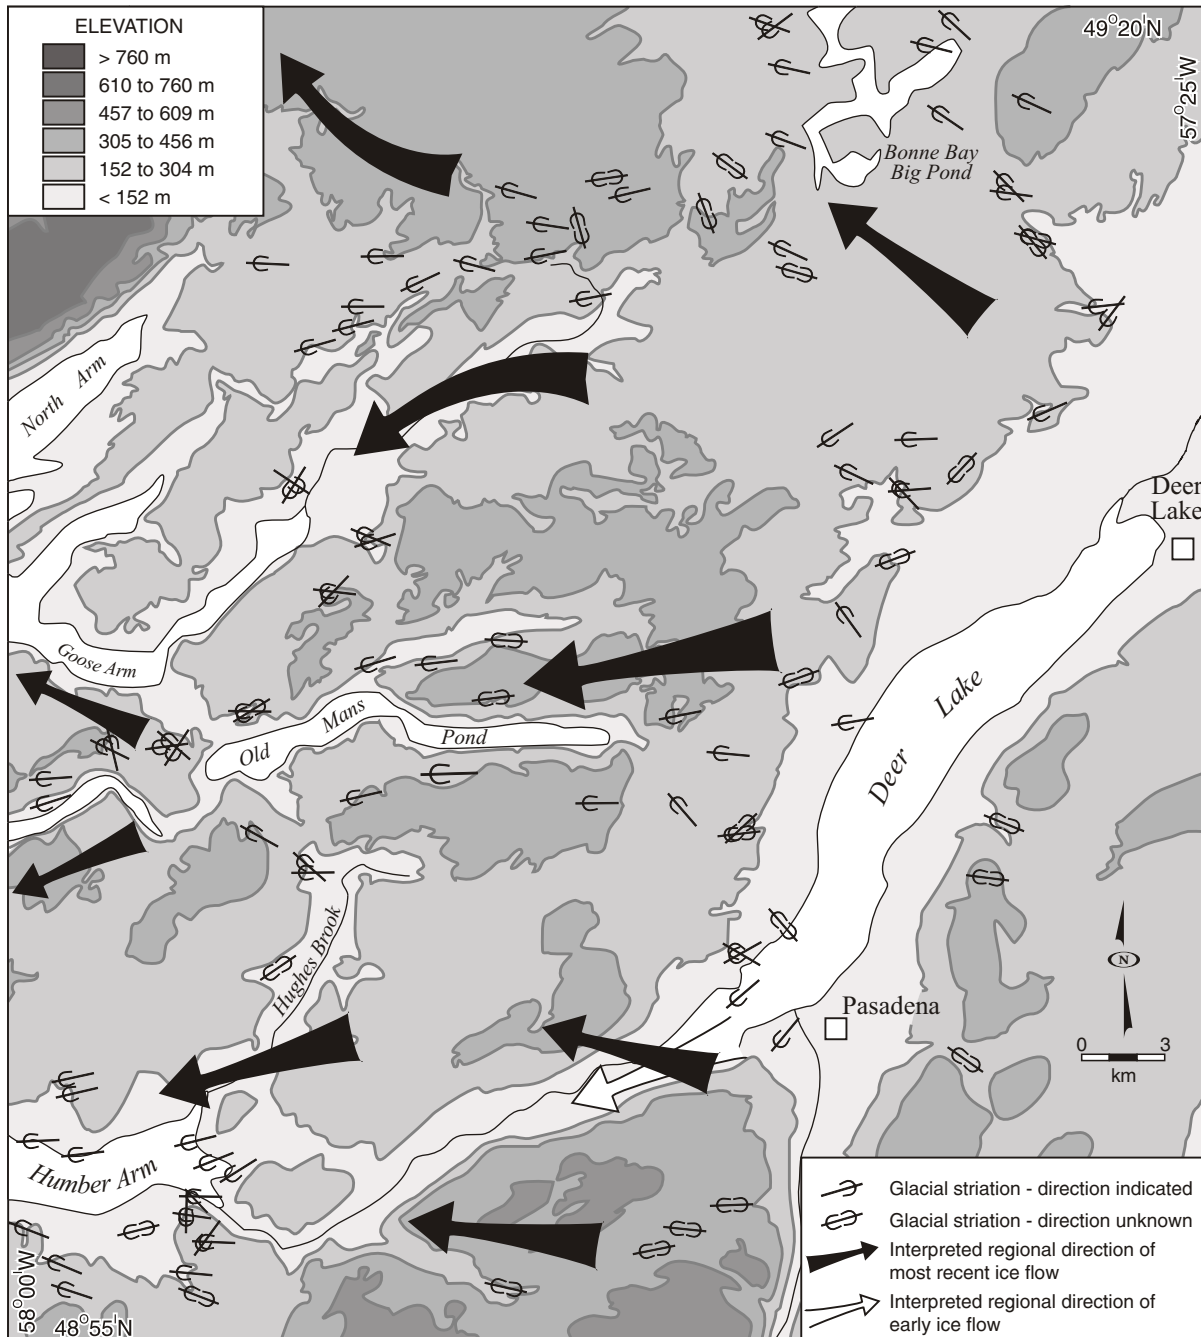 ELEVATION
> 760 m
610 to 760 m
457 to 609 m
305 to 456 m
152 to 304 m
< 152 m
49°20'N
57°25'W
Bonne Bay
Big Pond
North Arm
Deer
Lake
Goose Arm
Old Mans Pond
Deer Lake
Hughes Brook
N
Pasadena
0 3
km
Humber Arm
58°00'W
48°55'N
Glacial striation - direction indicated
Glacial striation - direction unknown
Interpreted regional direction of
most recent ice flow
Interpreted regional direction of
early ice flow